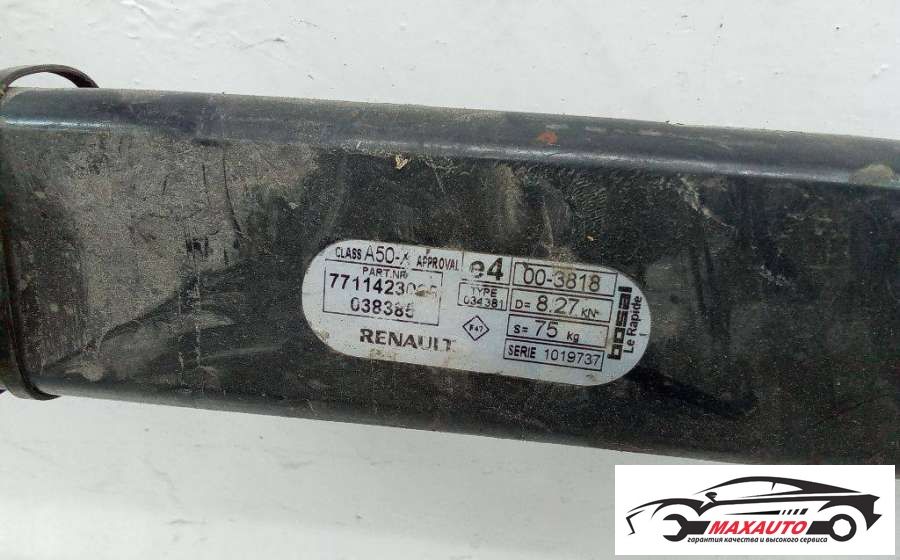 CLASS A50-X APPROVAL e4 00-3818
PART.NR
038385
TYPE
034381
D= 8.27 kN
F47
S= 75 kg
RENAULT
SERIE 1019737
bosal
Le Rapide
MAXAUTO
гарантия качества и высокого сервиса